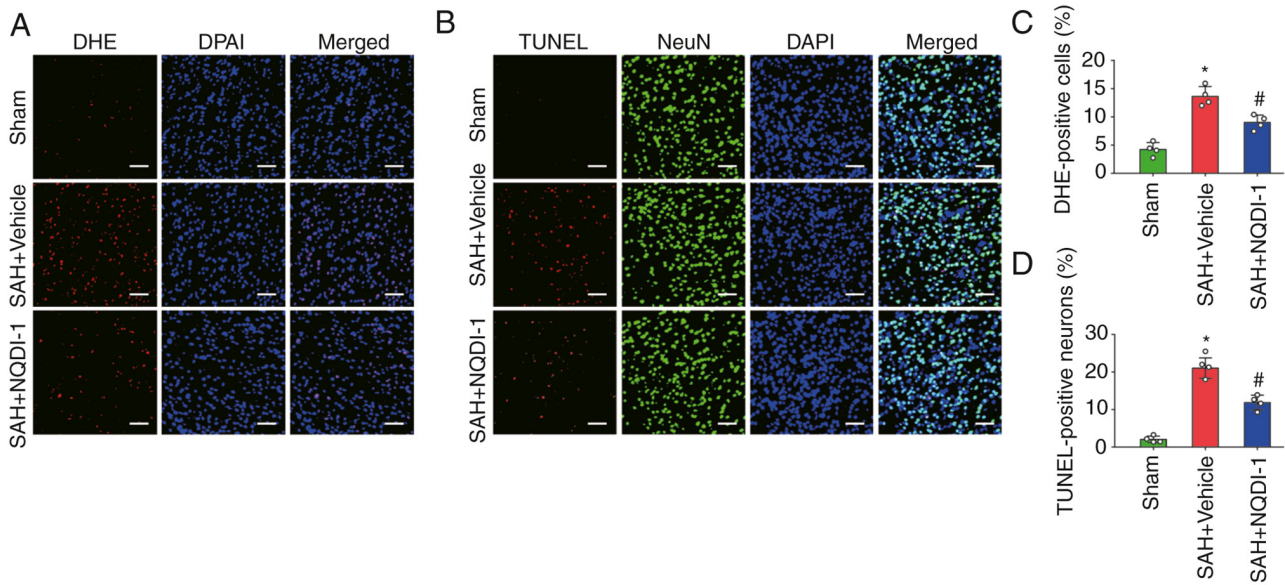 A
DHE
DPAI
Merged
Sham
SAH+Vehicle
SAH+NQDI-1
B
TUNEL
NeuN
DAPI
Merged
Sham
SAH+Vehicle
SAH+NQDI-1
C
DHE-positive cells (%)
20
15
10
5
0
*
#
Sham
SAH+Vehicle
SAH+NQDI-1
D
TUNEL-positive neurons (%)
30
20
10
0
*
#
Sham
SAH+Vehicle
SAH+NQDI-1